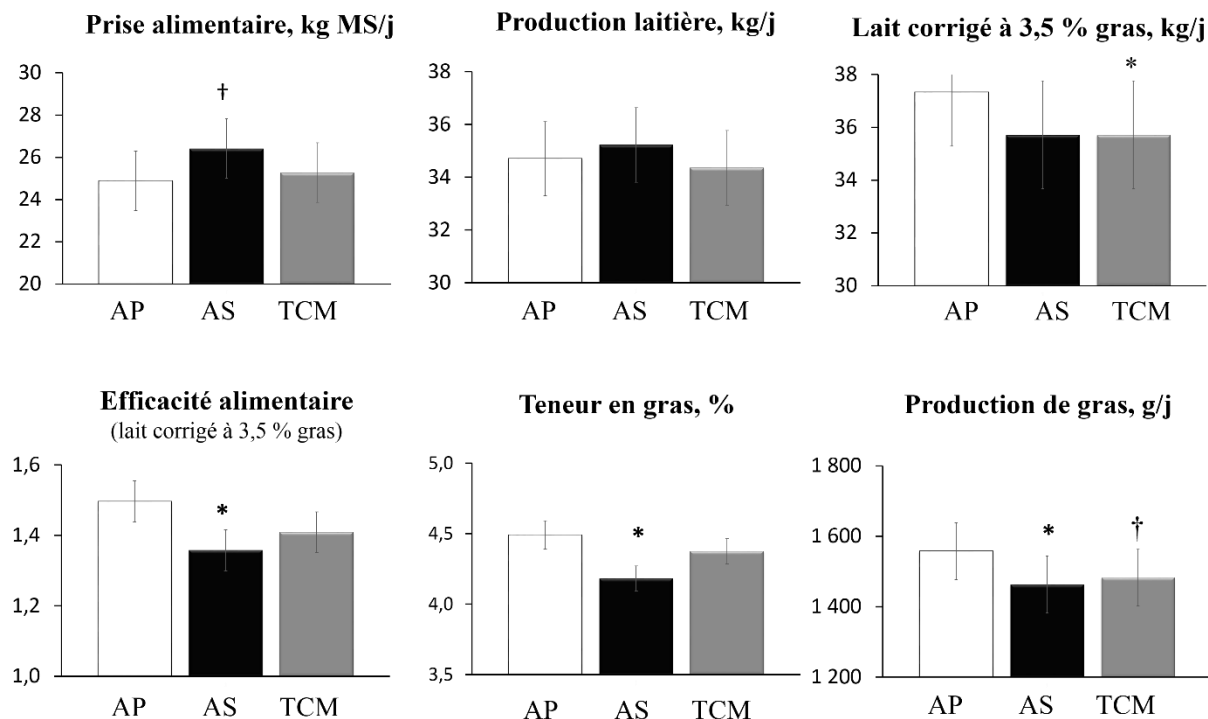 Prise alimentaire, kg MS/j
30
28
†
26
24
22
20
AP AS TCM
Production laitière, kg/j
38
36
34
32
30
AP AS TCM
Lait corrigé à 3,5 % gras, kg/j
38
*
36
34
32
30
AP AS TCM
Efficacité alimentaire
(lait corrigé à 3,5 % gras)
1,6
*
1,4
1,2
1,0
AP AS TCM
Teneur en gras, %
5,0
4,5
*
4,0
3,5
AP AS TCM
Production de gras, g/j
1 800
1 600
* †
1 400
1 200
AP AS TCM